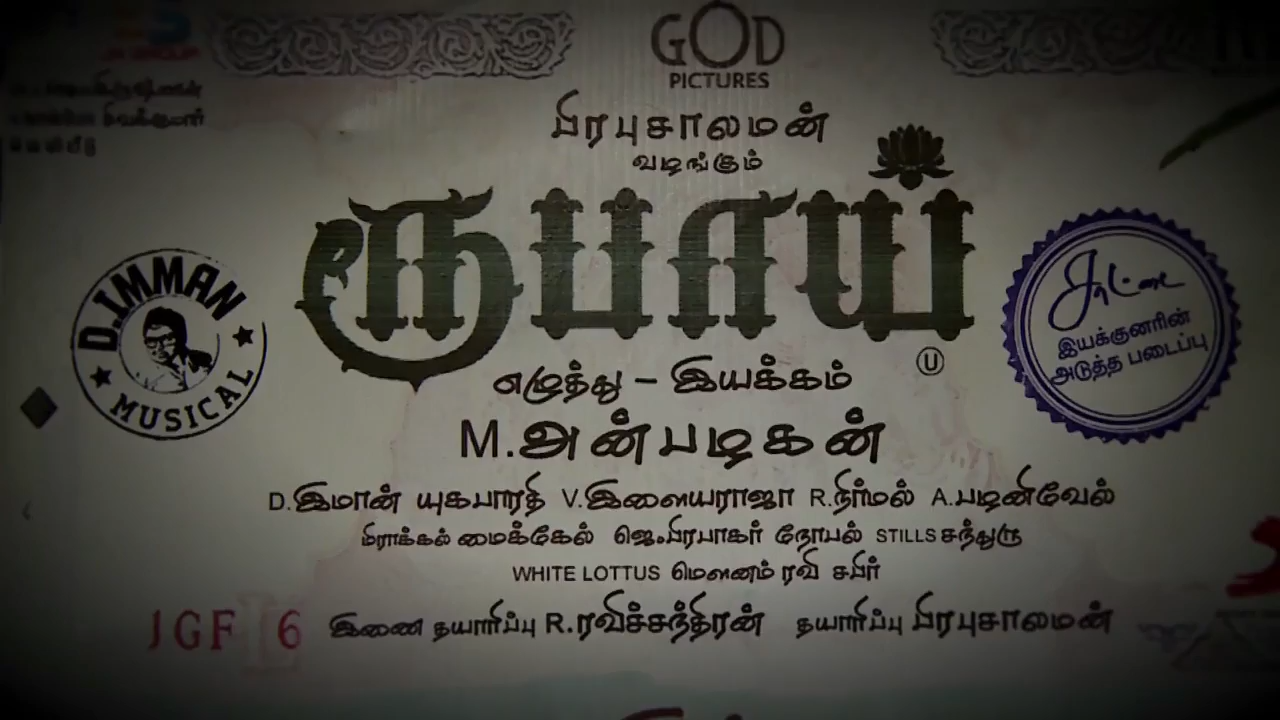 GOD
PICTURES
பிரபுசாலமன்
வழங்கும்
ரூபாய்
U
D.IMMAN
MUSICAL
சாட்டை
இயக்குனரின்
அடுத்த படைப்பு
எழுத்து – இயக்கம்
M.அன்பழகன்
D.இமான் யுகபாரதி V.இளையராஜா R.நிர்மல் A.பழனிவேல்
மிராக்கல் மைக்கேல் ஜெ.பிரபாகர் நோயல் STILLS சந்துரு
WHITE LOTTUS மௌனம் ரவி சபிர்
JGF 6 இணை தயாரிப்பு R.ரவிச்சந்திரன் தயாரிப்பு பிரபுசாலமன்